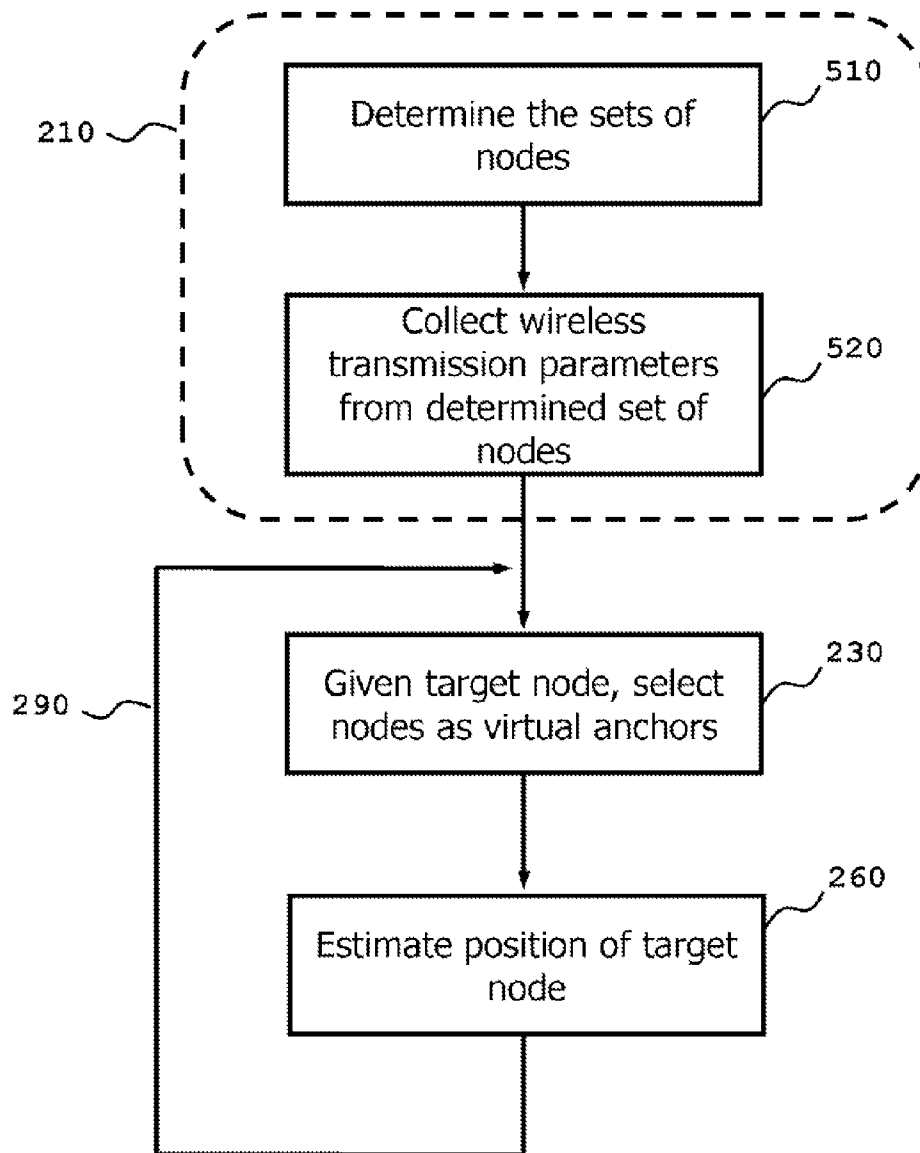 510
Determine the sets of
nodes
210
Collect wireless
transmission parameters
from determined set of
nodes
520
230
Given target node, select
nodes as virtual anchors
290
260
Estimate position of target
node